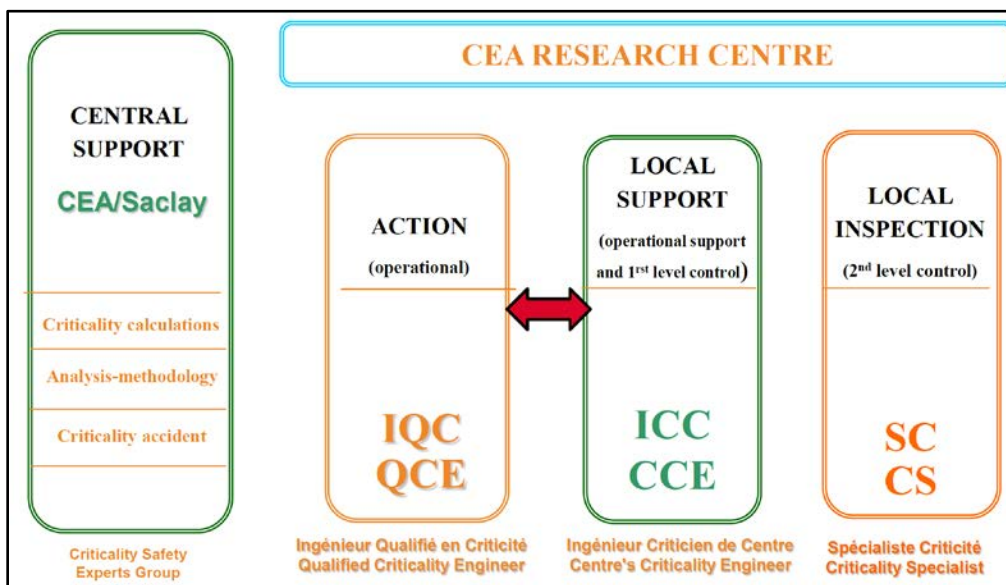 CEA RESEARCH CENTRE
CENTRAL
SUPPORT
CEA/Saclay
Criticality calculations
Analysis-methodology
Criticality accident
Criticality Safety
Experts Group
ACTION
(operational)
IQC
QCE
Ingénieur Qualifié en Criticité
Qualified Criticality Engineer
LOCAL
SUPPORT
(operational support
and 1rst level control)
ICC
CCE
Ingénieur Criticien de Centre
Centre's Criticality Engineer
LOCAL
INSPECTION
(2nd level control)
SC
CS
Spécialiste Criticité
Criticality Specialist